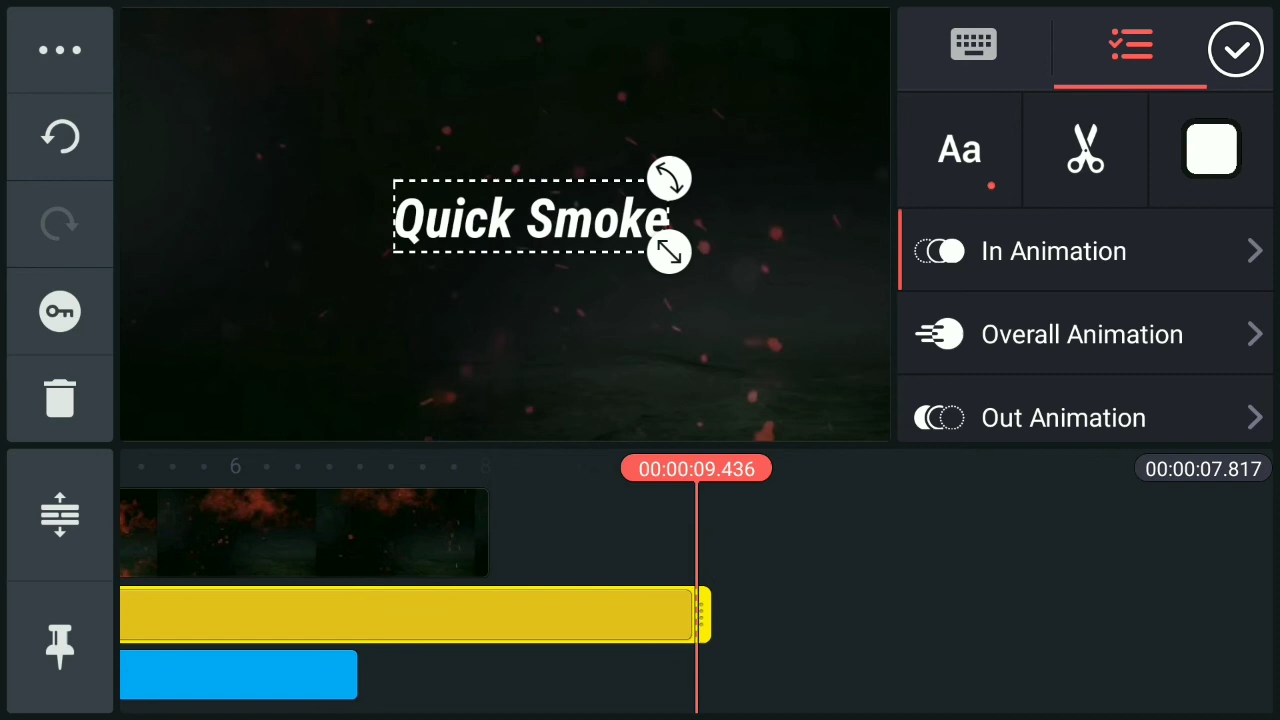 Quick Smoke
Aa
In Animation
Overall Animation
Out Animation
6
8
00:00:09.436
00:00:07.817